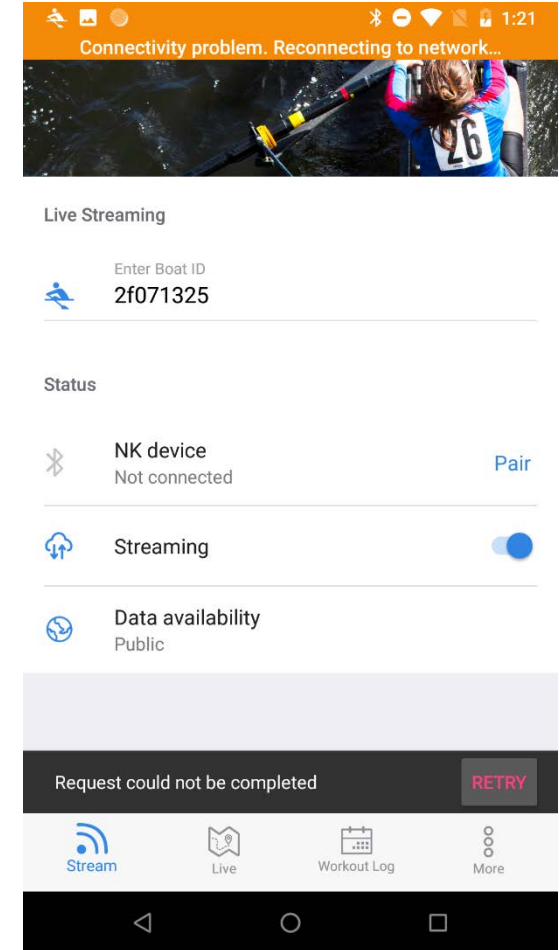 1:21
Connectivity problem. Reconnecting to network...
26
Live Streaming
Enter Boat ID
2f071325
Status
NK device
Not connected
Pair
Streaming
Data availability
Public
Request could not be completed
RETRY
Stream
Live
Workout Log
More